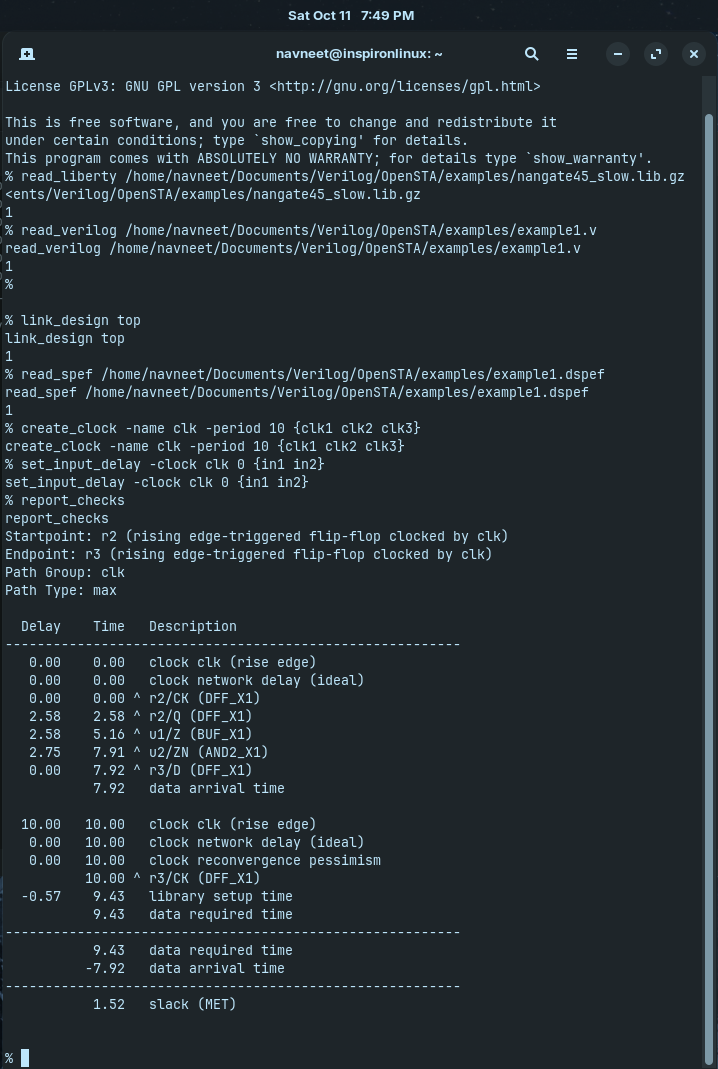 Sat Oct 11 7:49 PM
navneet@inspironlinux: ~
License GPLv3: GNU GPL version 3 <http://gnu.org/licenses/gpl.html>
This is free software, and you are free to change and redistribute it
under certain conditions; type `show_copying' for details.
This program comes with ABSOLUTELY NO WARRANTY; for details type `show_warranty'.
% read_liberty /home/navneet/Documents/Verilog/OpenSTA/examples/nangate45_slow.lib.gz
<ents/Verilog/OpenSTA/examples/nangate45_slow.lib.gz
1
% read_verilog /home/navneet/Documents/Verilog/OpenSTA/examples/example1.v
read_verilog /home/navneet/Documents/Verilog/OpenSTA/examples/example1.v
1
%
% link_design top
link_design top
1
% read_spef /home/navneet/Documents/Verilog/OpenSTA/examples/example1.dspef
read_spef /home/navneet/Documents/Verilog/OpenSTA/examples/example1.dspef
1
% create_clock -name clk -period 10 {clk1 clk2 clk3}
create_clock -name clk -period 10 {clk1 clk2 clk3}
% set_input_delay -clock clk 0 {in1 in2}
set_input_delay -clock clk 0 {in1 in2}
% report_checks
report_checks
Startpoint: r2 (rising edge-triggered flip-flop clocked by clk)
Endpoint: r3 (rising edge-triggered flip-flop clocked by clk)
Path Group: clk
Path Type: max
Delay Time Description
---------------------------------------------------------
0.00 0.00 clock clk (rise edge)
0.00 0.00 clock network delay (ideal)
0.00 0.00 ^ r2/CK (DFF_X1)
2.58 2.58 ^ r2/Q (DFF_X1)
2.58 5.16 ^ u1/Z (BUF_X1)
2.75 7.91 ^ u2/ZN (AND2_X1)
0.00 7.92 ^ r3/D (DFF_X1)
7.92 data arrival time
10.00 10.00 clock clk (rise edge)
0.00 10.00 clock network delay (ideal)
0.00 10.00 clock reconvergence pessimism
10.00 ^ r3/CK (DFF_X1)
-0.57 9.43 library setup time
9.43 data required time
---------------------------------------------------------
9.43 data required time
-7.92 data arrival time
---------------------------------------------------------
1.52 slack (MET)
%